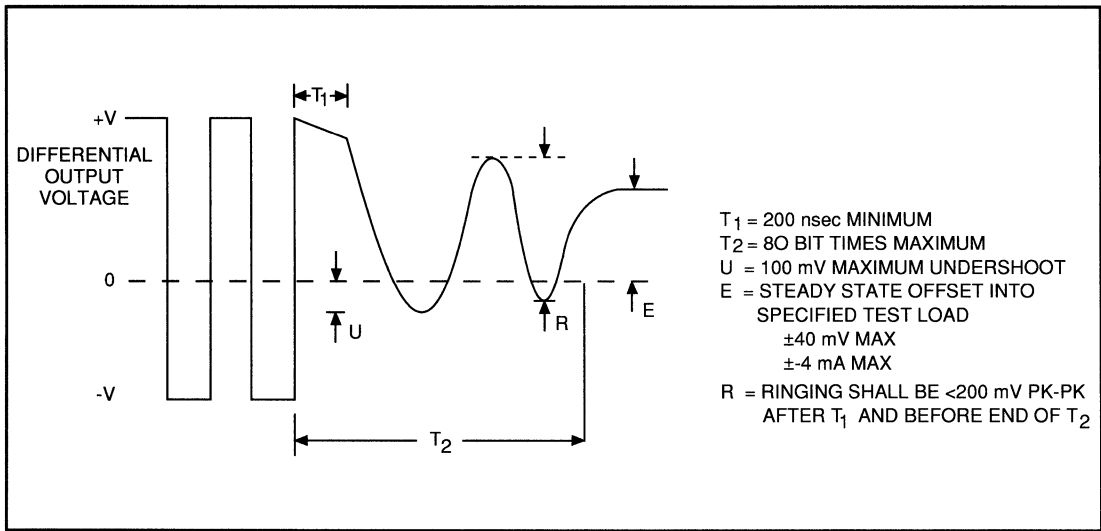 T1
+V
DIFFERENTIAL
OUTPUT
VOLTAGE
0
-V
U
R
E
T2
T1 = 200 nsec MINIMUM
T2 = 80 BIT TIMES MAXIMUM
U = 100 mV MAXIMUM UNDERSHOOT
E = STEADY STATE OFFSET INTO
SPECIFIED TEST LOAD
±40 mV MAX
±-4 mA MAX
R = RINGING SHALL BE <200 mV PK-PK
AFTER T1 AND BEFORE END OF T2